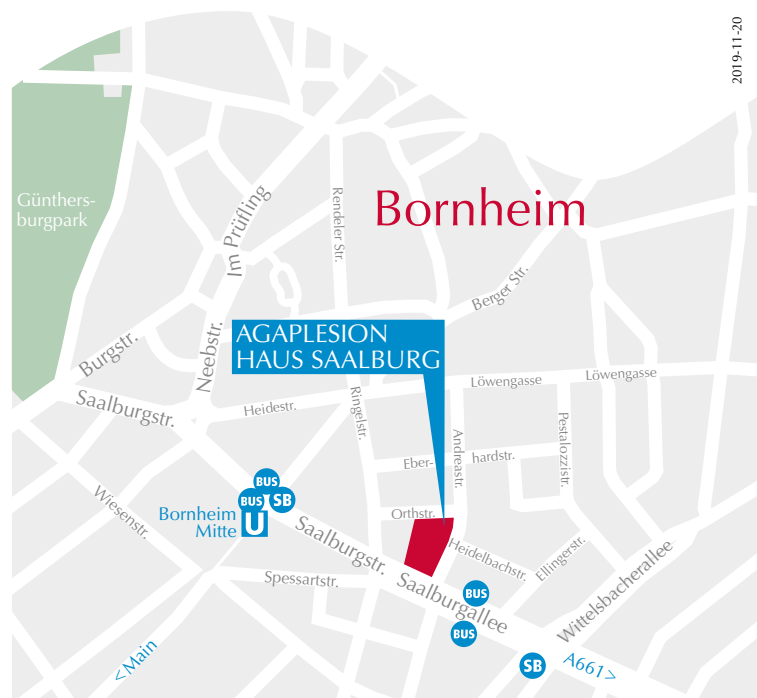 2019-11-20
Günthers-
burgpark
Im Prüfling
Rendeler Str.
Bornheim
Berger Str.
AGAPLESION
HAUS SAALBURG
Burgstr.
Neebstr.
Saalburgstr.
Heidestr.
Ringelstr.
Löwengasse
Löwengasse
Andreastr.
Pestalozzistr.
Eber-
hardstr.
BUS
BUS
SB
U
Bornheim
Mitte
Wiesenstr.
Saalburgstr.
Orthstr.
Heidelbachstr.
Ellingerstr.
Wittelsbacherallee
Spessartstr.
Saalburgallee
BUS
BUS
SB
A661>
<Main